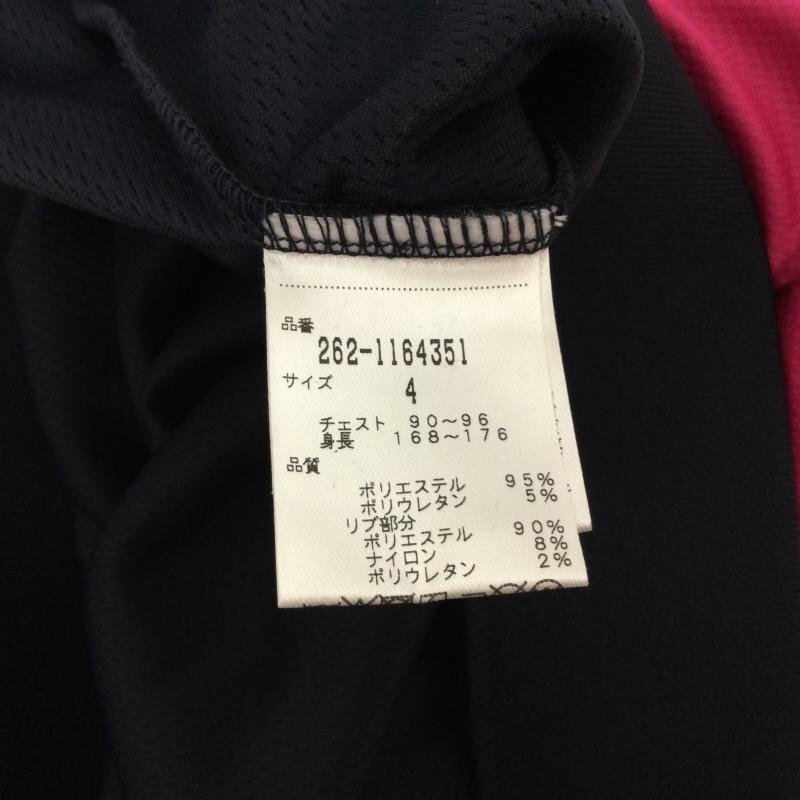 品番
262-1164351
サイズ
4
チェスト 90～96
身長 168～176
品質
ポリエステル 95%
ポリウレタン 5%
リブ部分
ポリエステル 90%
ナイロン 8%
ポリウレタン 2%